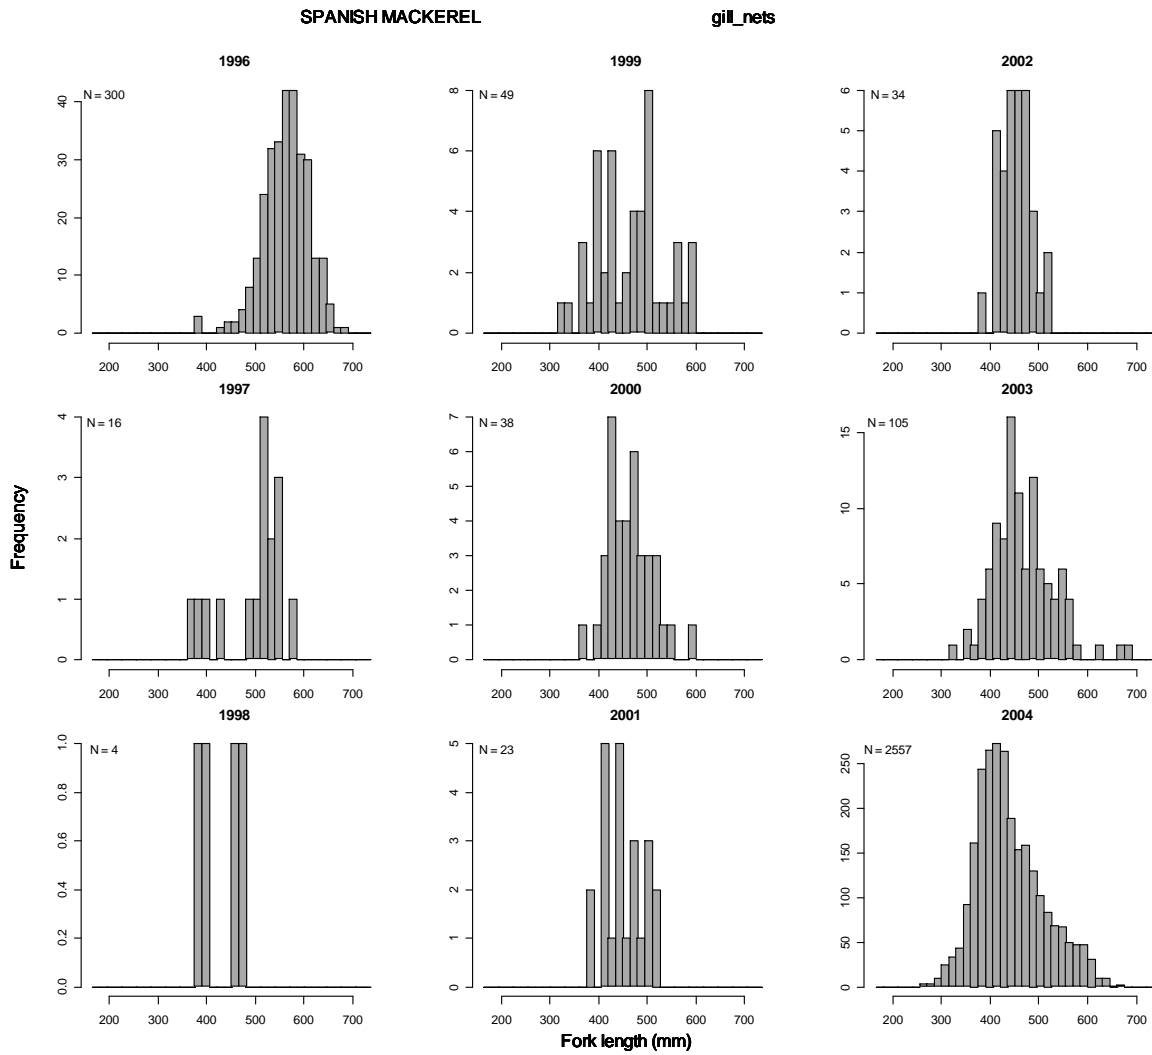 SPANISH MACKEREL gill_nets
1996
N = 300
0 10 20 30 40
200 300 400 500 600 700
1999
N = 49
0 2 4 6 8
200 300 400 500 600 700
2002
N = 34
0 1 2 3 4 5 6
200 300 400 500 600 700
1997
N = 16
0 1 2 3 4
200 300 400 500 600 700
2000
N = 38
0 1 2 3 4 5 6 7
200 300 400 500 600 700
2003
N = 105
0 5 10 15
200 300 400 500 600 700
Frequency
1998
N = 4
0.0 0.2 0.4 0.6 0.8 1.0
200 300 400 500 600 700
2001
N = 23
0 1 2 3 4 5
200 300 400 500 600 700
2004
N = 2557
0 50 100 150 200 250
200 300 400 500 600 700
Fork length (mm)